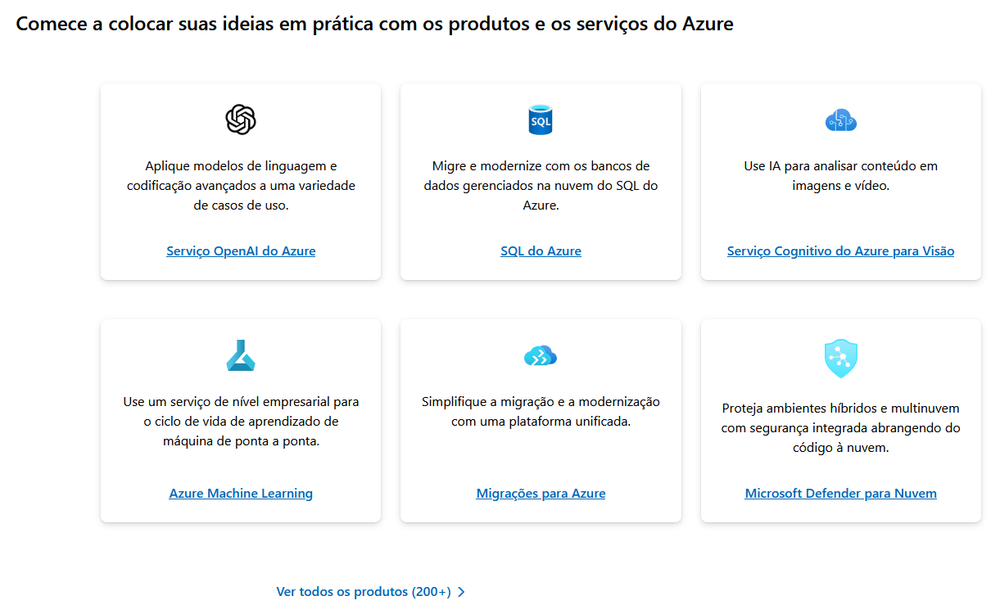 Comece a colocar suas ideias em prática com os produtos e os serviços do Azure
Aplique modelos de linguagem e
codificação avançados a uma variedade
de casos de uso.
Serviço OpenAI do Azure
SQL
Migre e modernize com os bancos de
dados gerenciados na nuvem do SQL do
Azure.
SQL do Azure
Use IA para analisar conteúdo em
imagens e vídeo.
Serviço Cognitivo do Azure para Visão
Use um serviço de nível empresarial para
o ciclo de vida de aprendizado de
máquina de ponta a ponta.
Azure Machine Learning
Simplifique a migração e a modernização
com uma plataforma unificada.
Migrações para Azure
Proteja ambientes híbridos e multinuvem
com segurança integrada abrangendo do
código à nuvem.
Microsoft Defender para Nuvem
Ver todos os produtos (200+)